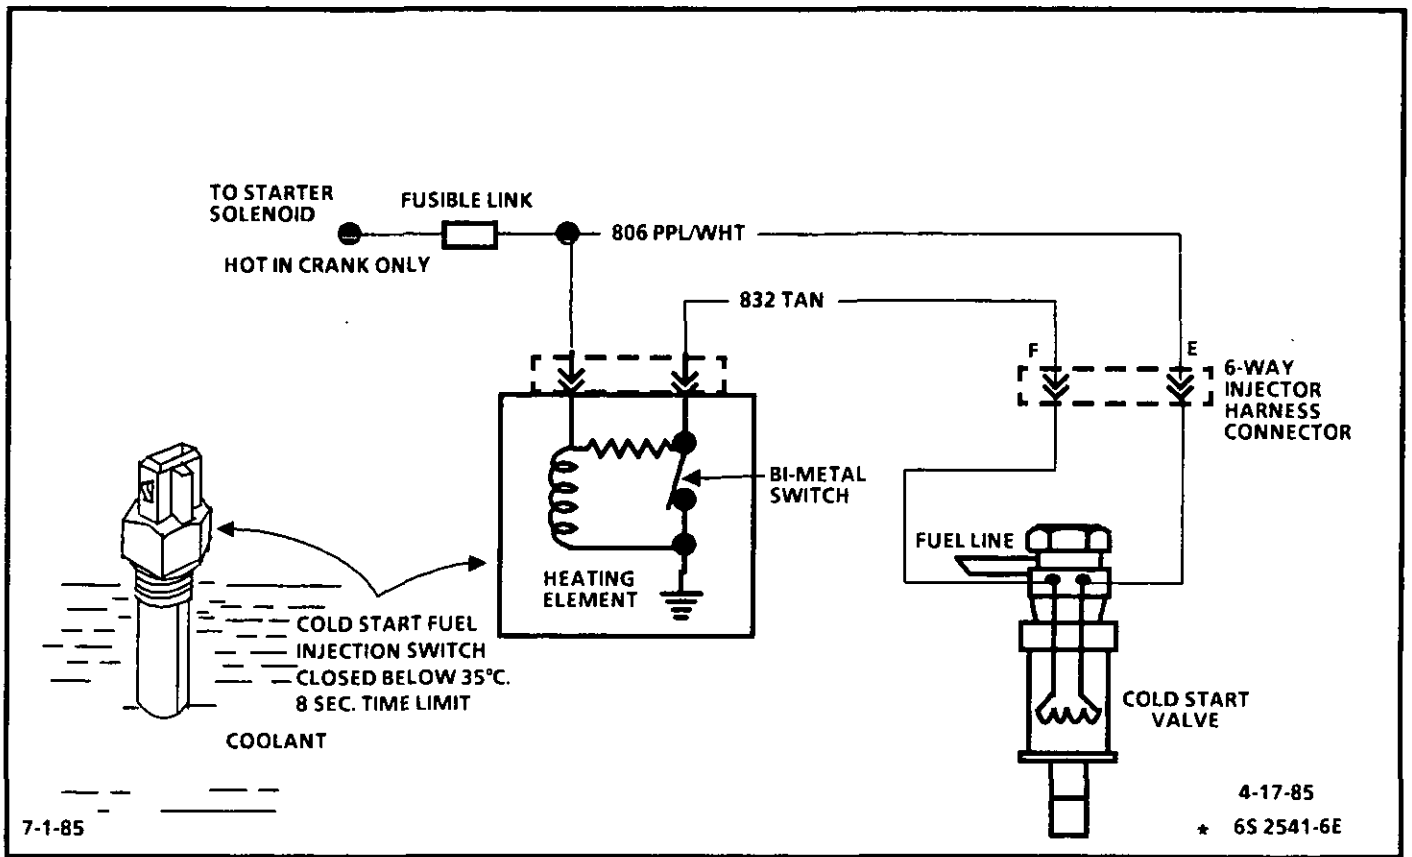 TO STARTER
SOLENOID
FUSIBLE LINK
HOT IN CRANK ONLY
806 PPL/WHT
832 TAN
F
E
6-WAY
INJECTOR
HARNESS
CONNECTOR
BI-METAL
SWITCH
FUEL LINE
HEATING
ELEMENT
COLD START FUEL
INJECTION SWITCH
CLOSED BELOW 35°C.
8 SEC. TIME LIMIT
COOLANT
COLD START
VALVE
7-1-85
4-17-85
* 6S 2541-6E